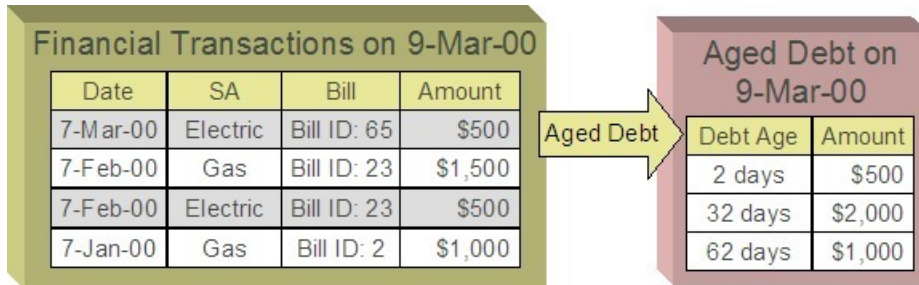 Financial Transactions on 9-Mar-00
Date SA Bill Amount
7-Mar-00 Electric Bill ID: 65 $500
7-Feb-00 Gas Bill ID: 23 $1,500
7-Feb-00 Electric Bill ID: 23 $500
7-Jan-00 Gas Bill ID: 2 $1,000
Aged Debt
Aged Debt on
9-Mar-00
Debt Age Amount
2 days $500
32 days $2,000
62 days $1,000